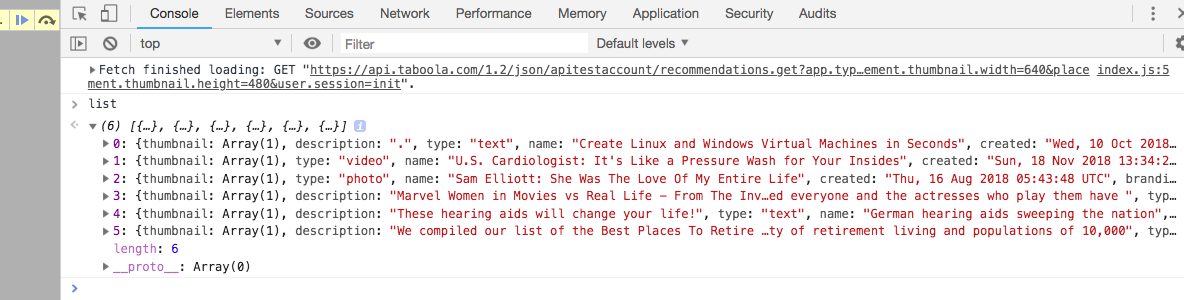 Console Elements Sources Network Performance Memory Application Security Audits
top Filter Default levels
Fetch finished loading: GET "https://api.taboola.com/1.2/json/apitestaccount/recommendations.get?app.typ…ement.thumbnail.width=640&place index.js:5
ment.thumbnail.height=480&user.session=init".
list
(6) [{…}, {…}, {…}, {…}, {…}, {…}]
0: {thumbnail: Array(1), description: ".", type: "text", name: "Create Linux and Windows Virtual Machines in Seconds", created: "Wed, 10 Oct 2018…
1: {thumbnail: Array(1), type: "video", name: "U.S. Cardiologist: It's Like a Pressure Wash for Your Insides", created: "Sun, 18 Nov 2018 13:34:2…
2: {thumbnail: Array(1), type: "photo", name: "Sam Elliott: She Was The Love Of My Entire Life", created: "Thu, 16 Aug 2018 05:43:48 UTC", brandi…
3: {thumbnail: Array(1), description: "Marvel Women in Movies vs Real Life – From The Inv…ed everyone and the actresses who play them have ", typ…
4: {thumbnail: Array(1), description: "These hearing aids will change your life!", type: "text", name: "German hearing aids sweeping the nation",…
5: {thumbnail: Array(1), description: "We compiled our list of the Best Places To Retire …ty of retirement living and populations of 10,000", typ…
length: 6
__proto__: Array(0)